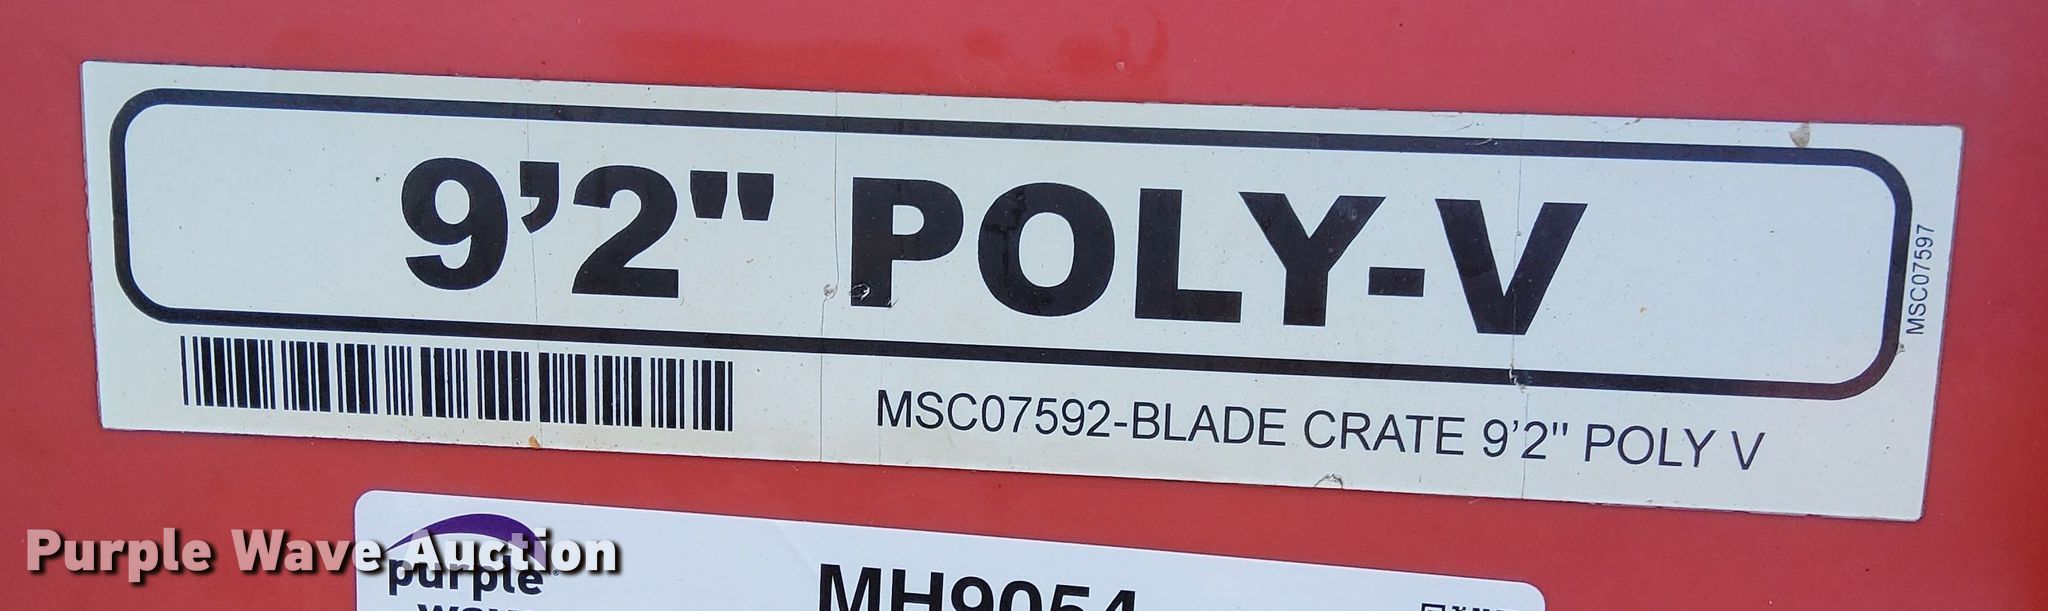 9'2" POLY-V
MSC07597
MSC07592-BLADE CRATE 9'2" POLY V
Purple Wave Auction
purple
MH9054